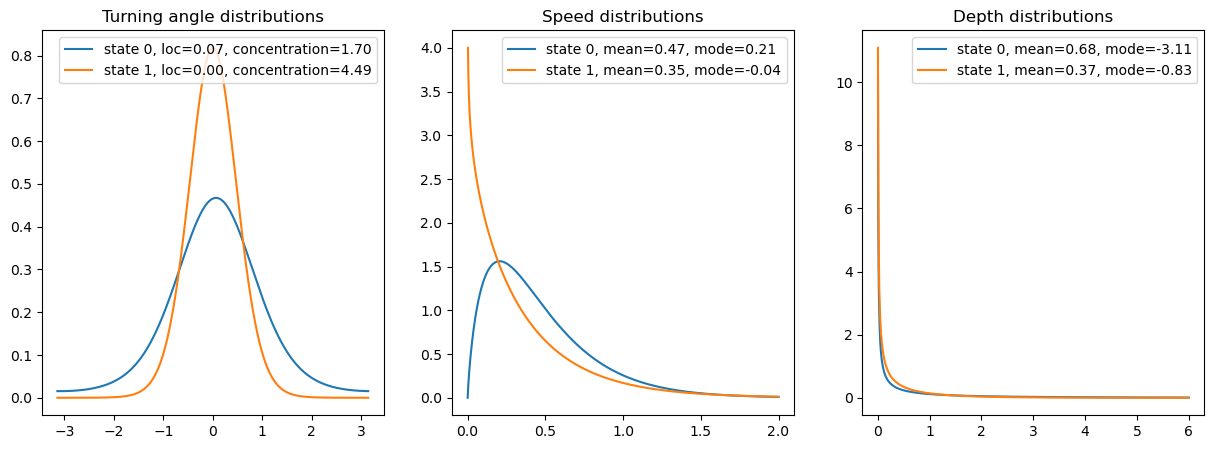 Turning angle distributions
state 0, loc=0.07, concentration=1.70
state 1, loc=0.00, concentration=4.49
0.8
0.7
0.6
0.5
0.4
0.3
0.2
0.1
0.0
−3 −2 −1 0 1 2 3
Speed distributions
state 0, mean=0.47, mode=0.21
state 1, mean=0.35, mode=-0.04
4.0
3.5
3.0
2.5
2.0
1.5
1.0
0.5
0.0
0.0 0.5 1.0 1.5 2.0
Depth distributions
state 0, mean=0.68, mode=-3.11
state 1, mean=0.37, mode=-0.83
10
8
6
4
2
0
0 1 2 3 4 5 6